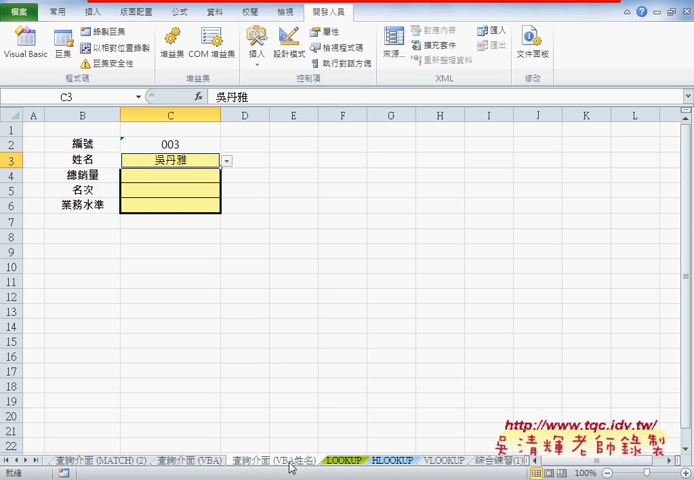 檔案 常用 插入 版面配置 公式 資料 校閱 檢視 開發人員
Visual Basic 巨集 錄製巨集 以相對位置錄製 巨集安全性 程式碼
增益集 COM 增益集 增益集
插入 設計模式 屬性 檢視程式碼 執行對話方塊 控制項
來源... 對應內容 擴充套件 重新整理資料 匯入 匯出 XML
文件面板 修改
C3 fx 吳丹雅
A B C D E F G H I J K L
1
2 編號 003
3 姓名 吳丹雅
4 總銷量
5 名次
6 業務水準
7
8
9
10
11
12
13
14
15
16
17
18
19
20
21
22
http://www.tqc.idv.tw/
吳清輝老師錄製
查詢介面 (MATCH) (2) 查詢介面 (VBA) 查詢介面 (VBA姓名) LOOKUP HLOOKUP VLOOKUP 綜合練習(1)
就緒 100%